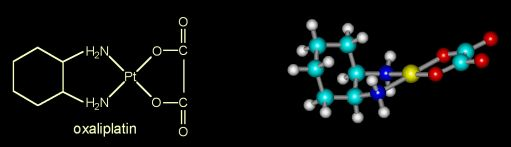 O
H₂N O C
Pt
H₂N O C
O
oxaliplatin